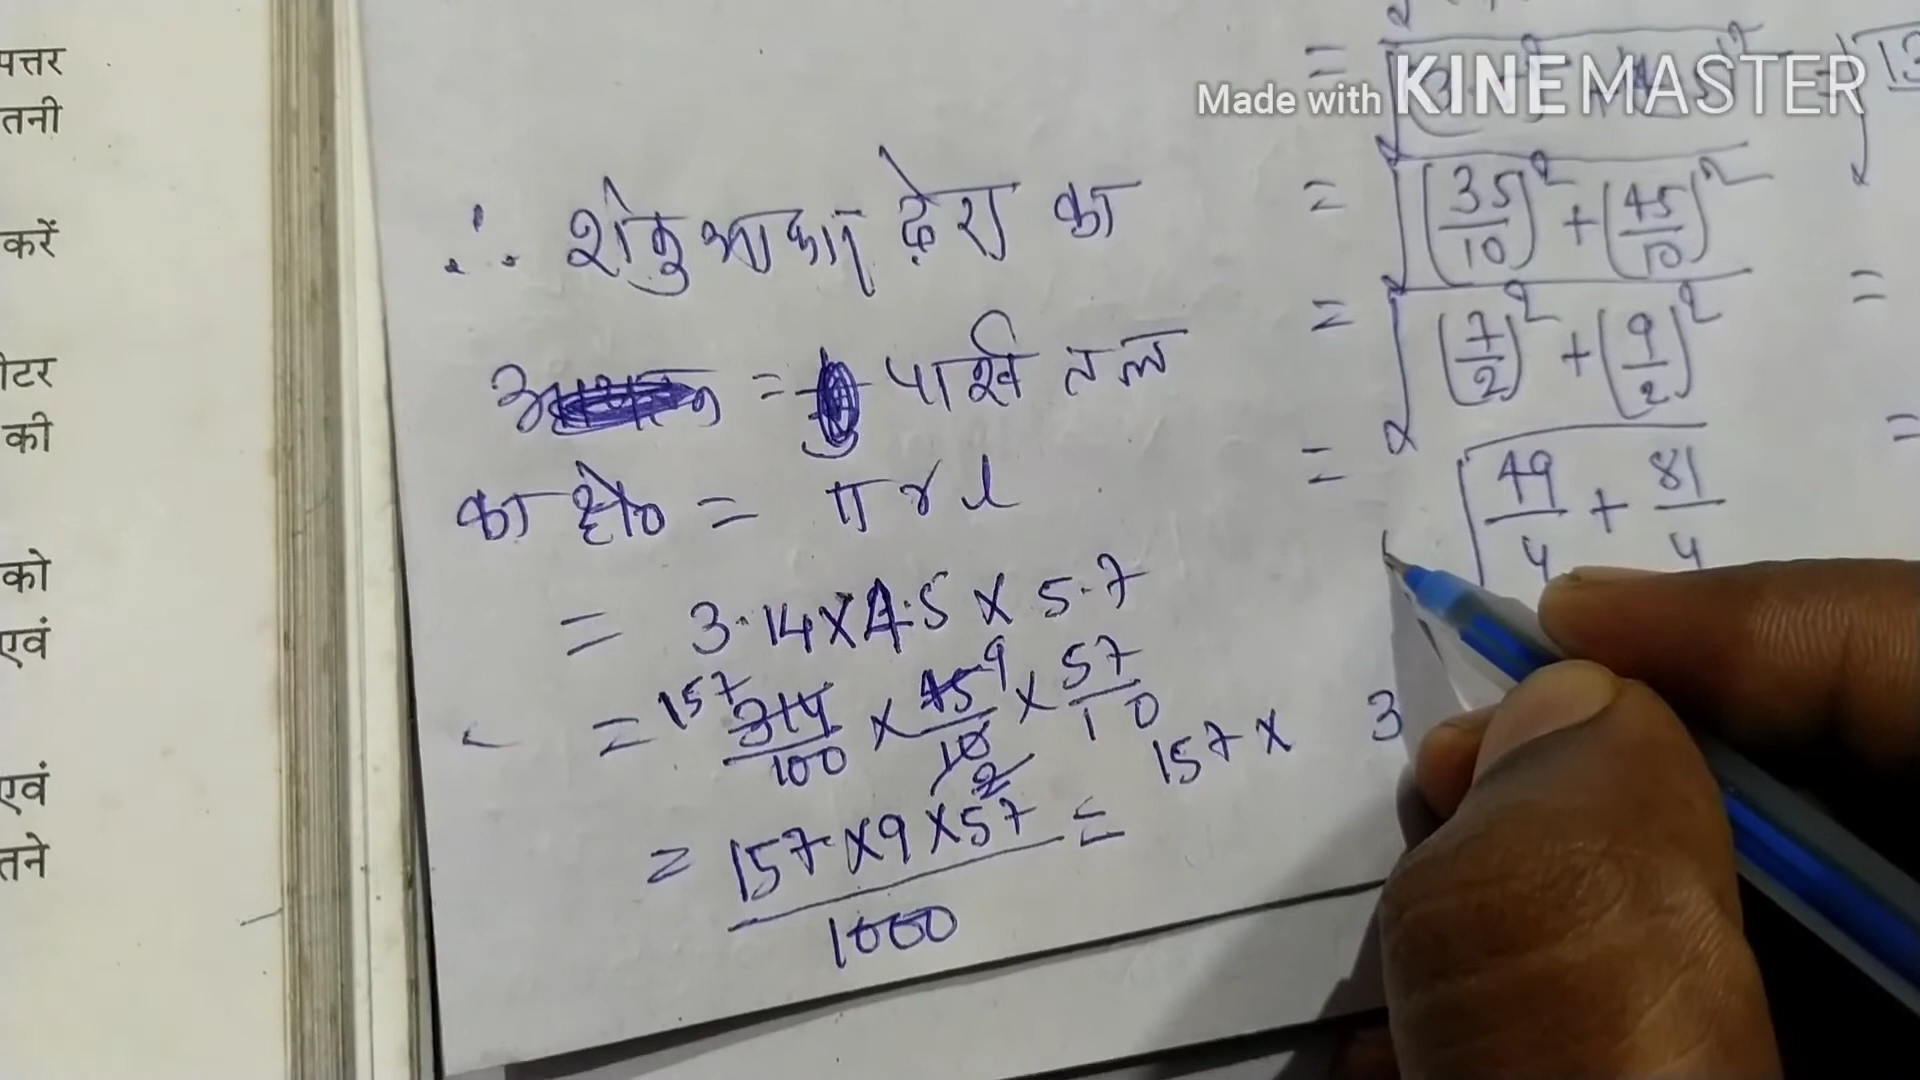 पत्तर
तनी
करें
ीटर
की
को
एवं
एवं
तने
Made with KINEMASTER
∴ शंकु आकार ढेरा का
= पार्श्व तल
का क्षे० = π r l
= 3.14 X 4.5 X 5.7
= 157 314/100 x 45 9/10 2 x 57/10
157 x 3
= 157 x 9 x 57 / 1000 =
= √(35/10)² + (45/10)²
= √(7/2)² + (9/2)² =
= √49/4 + 81/4 =